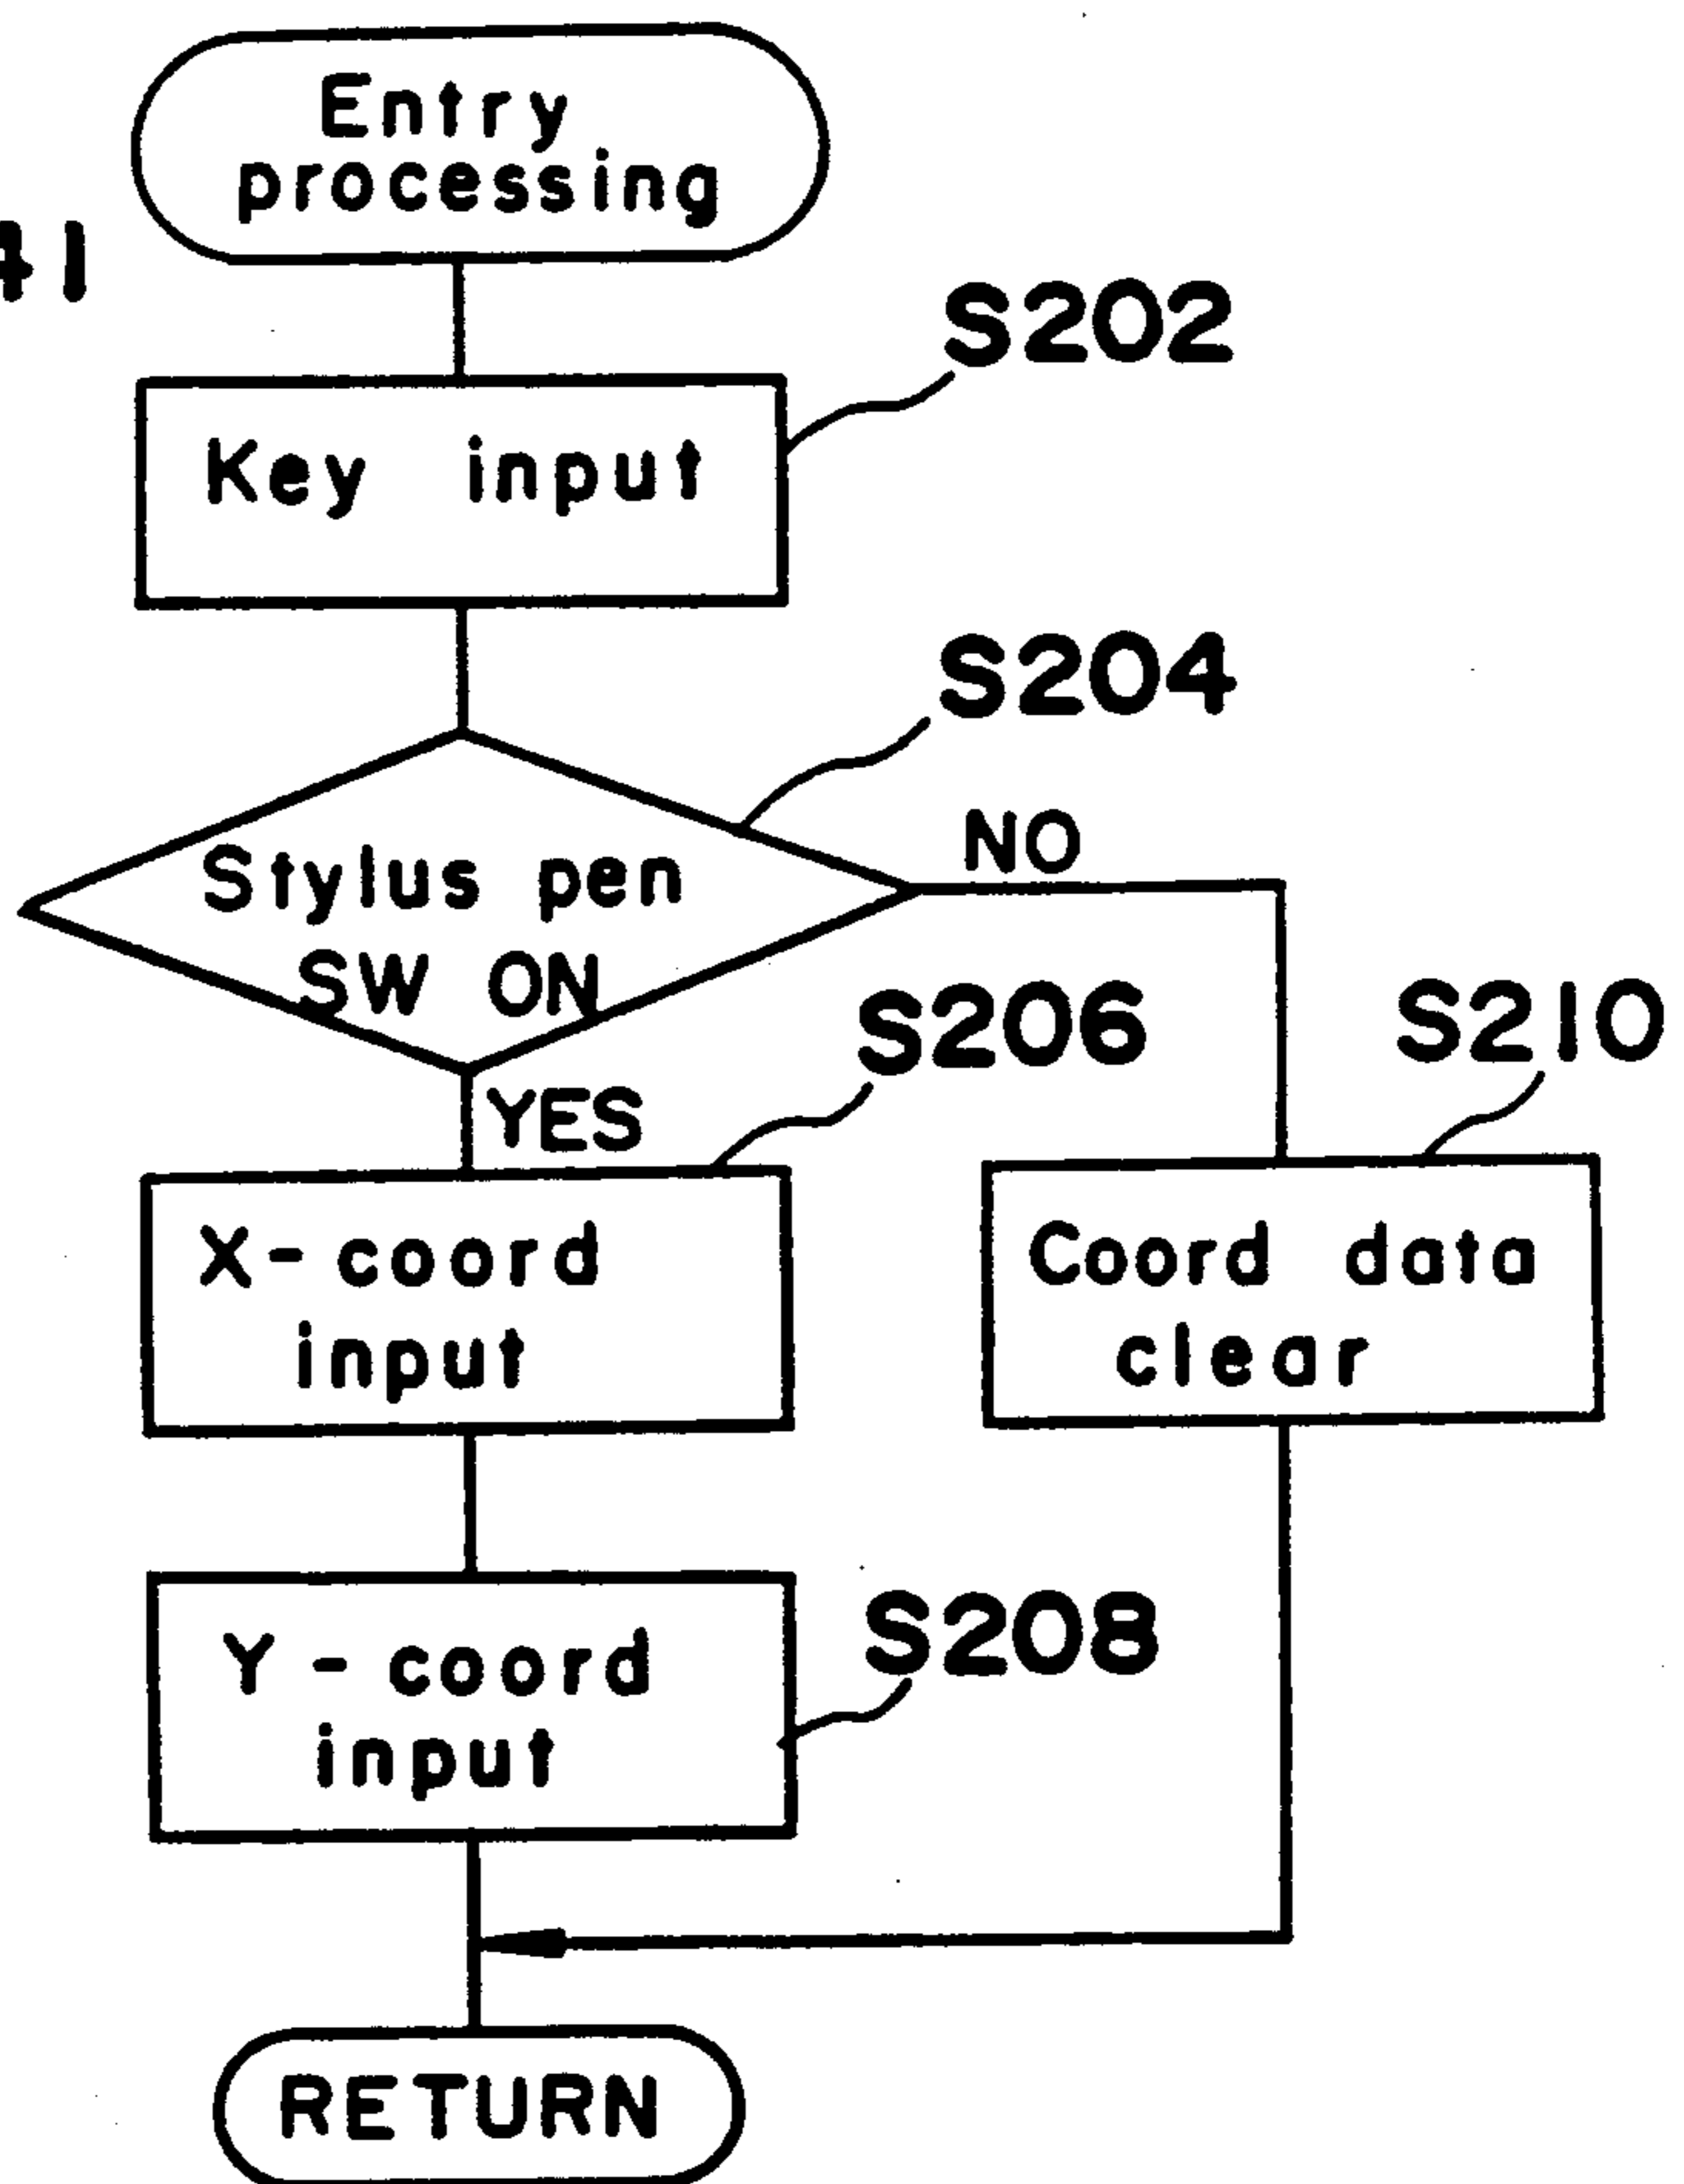 Entry
processing
41
S202
Key input
S204
NO
Stylus pen
SW ON
S206
S210
YES
X-coord
input
Coord data
clear
S208
Y-coord
input
RETURN